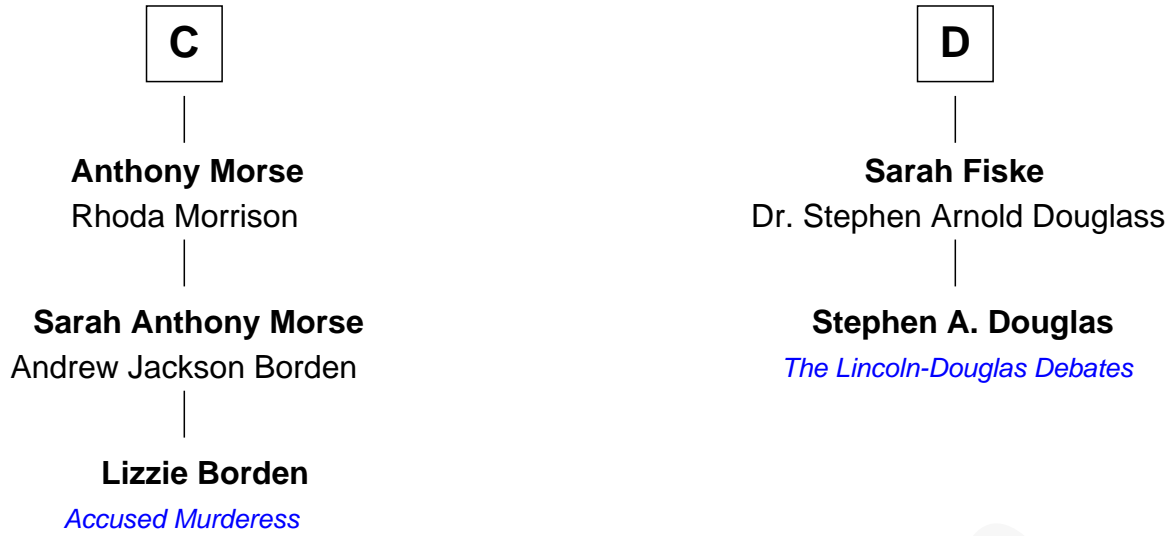 C
Anthony Morse
Rhoda Morrison
Sarah Anthony Morse
Andrew Jackson Borden
Lizzie Borden
Accused Murderess
D
Sarah Fiske
Dr. Stephen Arnold Douglass
Stephen A. Douglas
The Lincoln-Douglas Debates